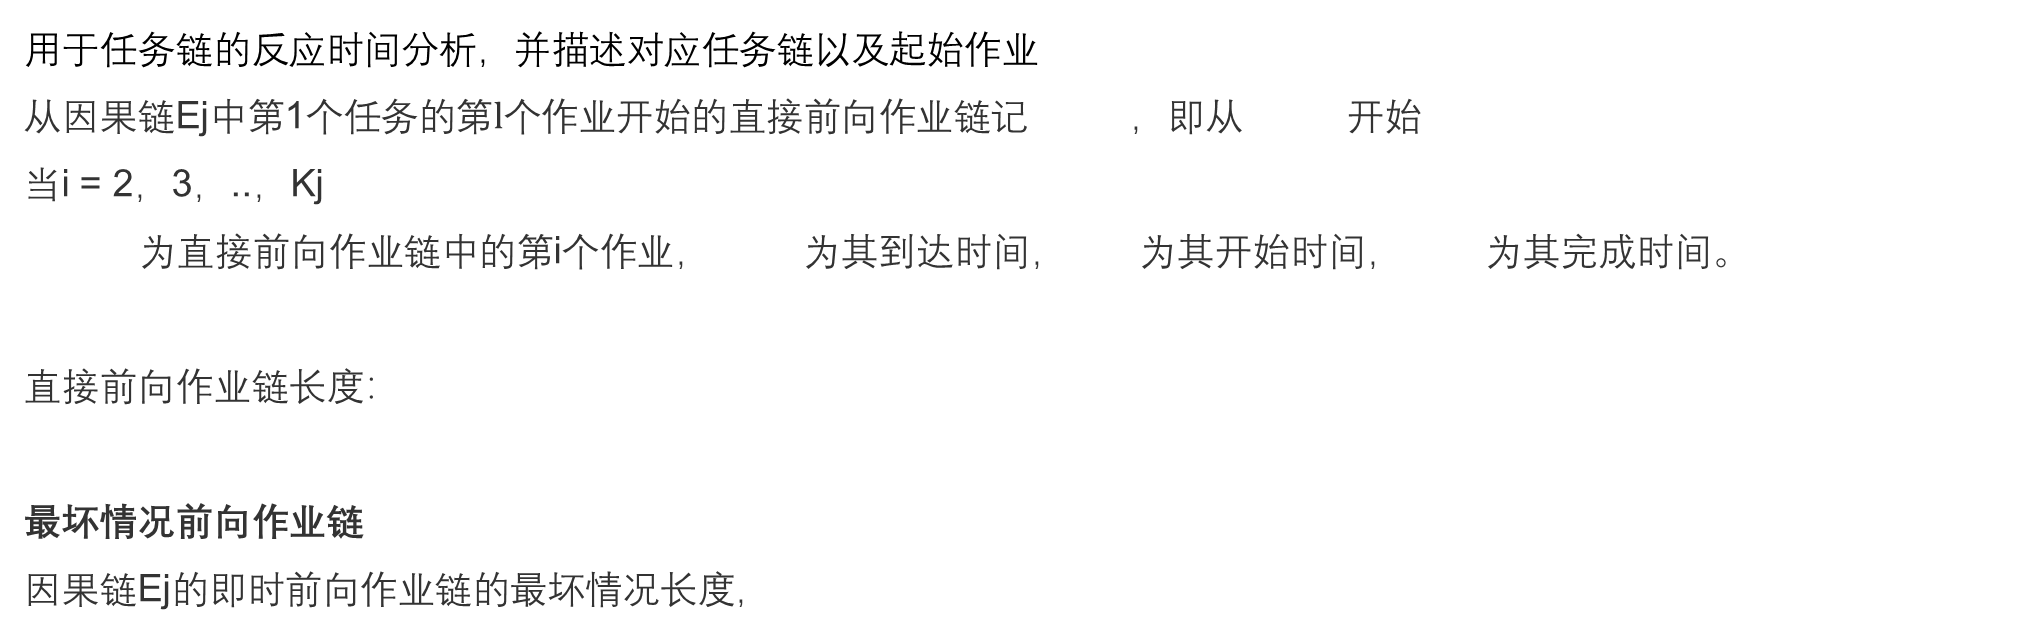 用于任务链的反应时间分析，并描述对应任务链以及起始作业
从因果链Ej中第1个任务的第l个作业开始的直接前向作业链记 ，即从 开始
当i = 2，3，..，Kj
为直接前向作业链中的第i个作业， 为其到达时间， 为其开始时间， 为其完成时间。
直接前向作业链长度：
最坏情况前向作业链
因果链Ej的即时前向作业链的最坏情况长度，